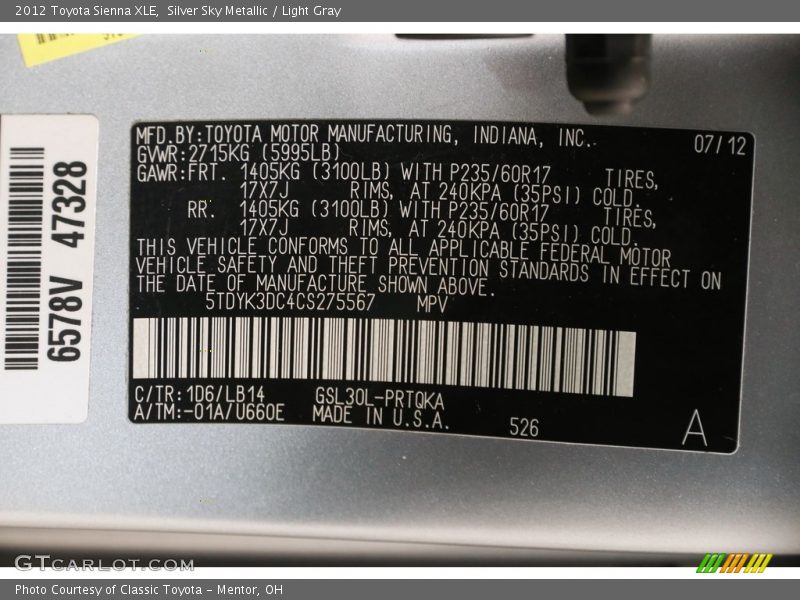 2012 Toyota Sienna XLE,  Silver Sky Metallic / Light Gray
6578V 47328
MFD.BY:TOYOTA MOTOR MANUFACTURING, INDIANA, INC. 07/12
GVWR:2715KG (5995LB)
GAWR:FRT. 1405KG (3100LB) WITH P235/60R17 TIRES,
17X7J RIMS, AT 240KPA (35PSI) COLD.
RR. 1405KG (3100LB) WITH P235/60R17 TIRES,
17X7J RIMS, AT 240KPA (35PSI) COLD.
THIS VEHICLE CONFORMS TO ALL APPLICABLE FEDERAL MOTOR
VEHICLE SAFETY AND THEFT PREVENTION STANDARDS IN EFFECT ON
THE DATE OF MANUFACTURE SHOWN ABOVE.
5TDYK3DC4CS275567 MPV
C/TR:1D6/LB14 GSL30L-PRTQKA
A/TM:-01A/U660E MADE IN U.S.A. 526 A
GTCARLOT.COM
Photo Courtesy of Classic Toyota - Mentor, OH